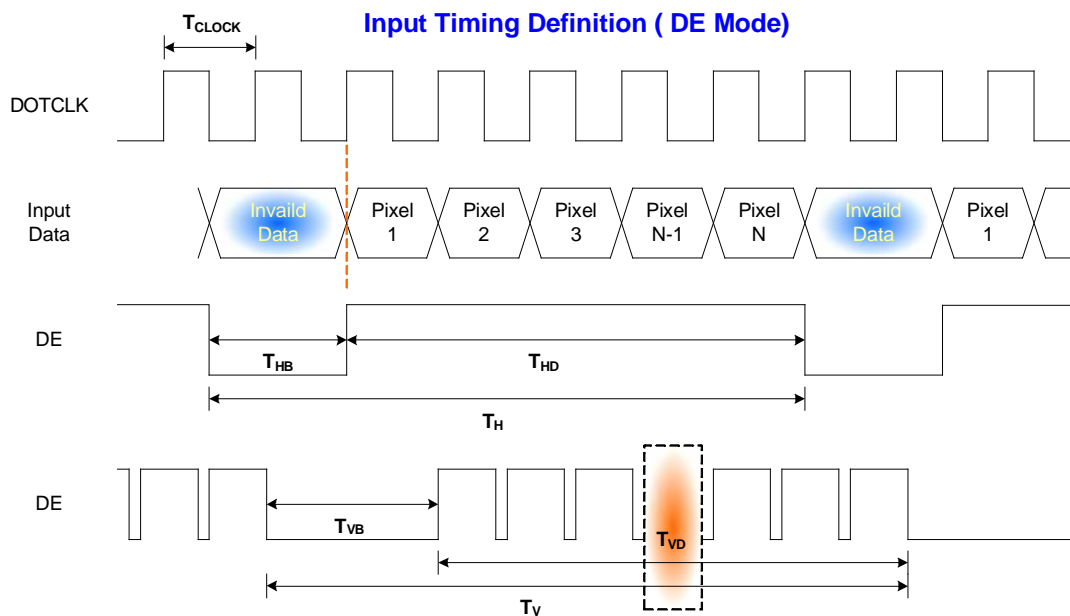 Input Timing Definition ( DE Mode)
TCLOCK
DOTCLK
Input
Data
Invaild
Data
Pixel
1
Pixel
2
Pixel
3
Pixel
N-1
Pixel
N
Invaild
Data
Pixel
1
DE
THB
THD
TH
DE
TVB
TVD
TV